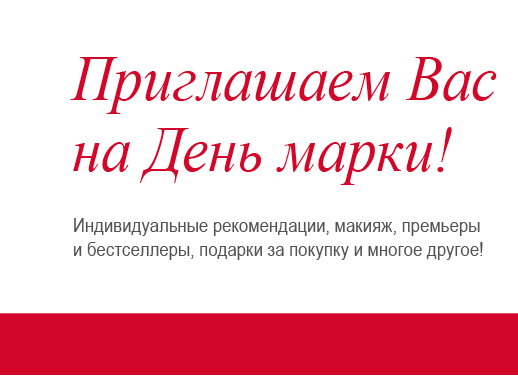 Приглашаем Вас
на День марки!
Индивидуальные рекомендации, макияж, премьеры
и бестселлеры, подарки за покупку и многое другое!